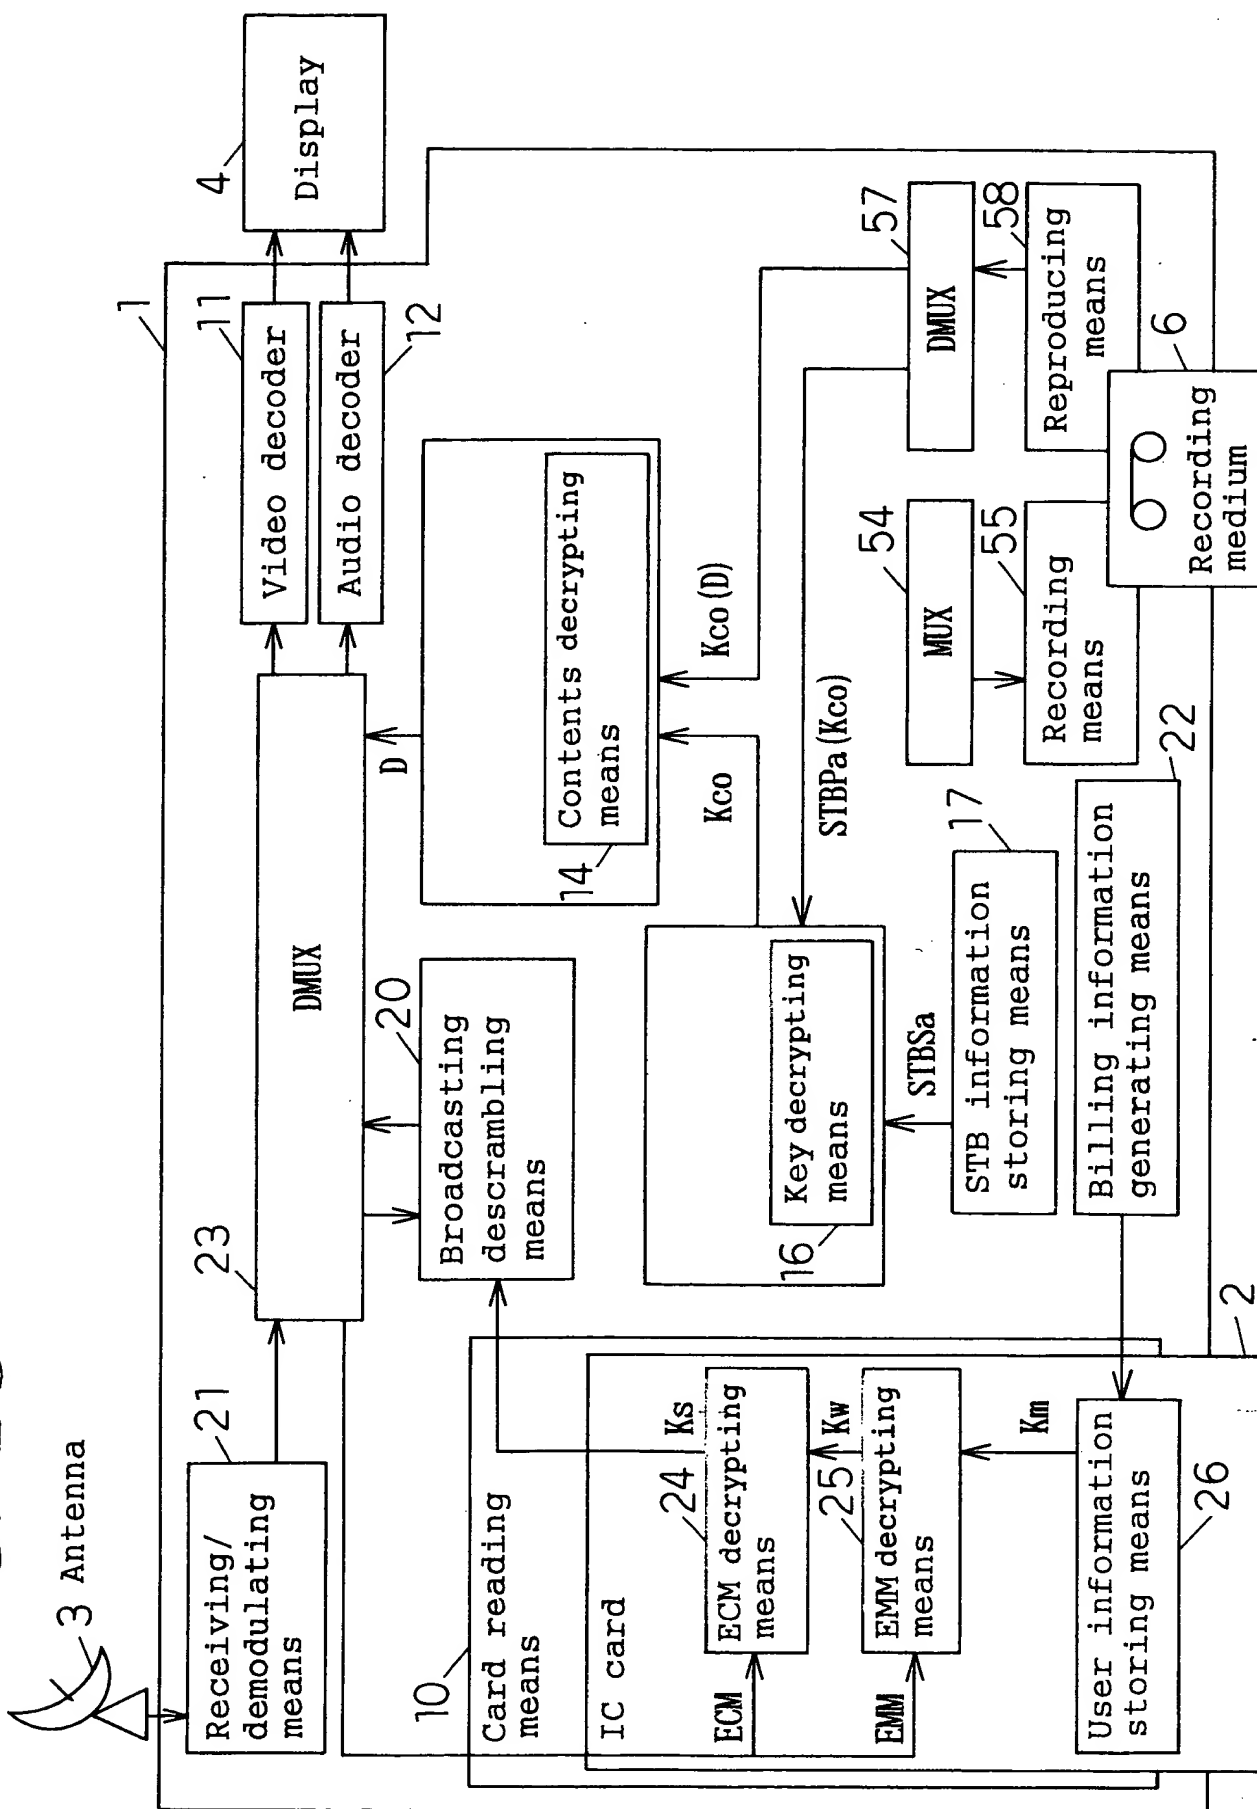 3 Antenna
21
Receiving/
demodulating
means
23
DMUX
1
11
Video decoder
Audio decoder
12
4
Display
20
Broadcasting
descrambling
means
D
14
Contents decrypting
means
Kco
Kco(D)
10
Card reading
means
IC card
Ks
24
ECM decrypting
means
ECM
Kw
25
EMM decrypting
means
EMM
Km
User information
storing means
26
2
16
Key decrypting
means
STBPa(Kco)
STBSa
17
STB information
storing means
22
Billing information
generating means
54
MUX
55
Recording
means
57
DMUX
58
Reproducing
means
6
Recording
medium